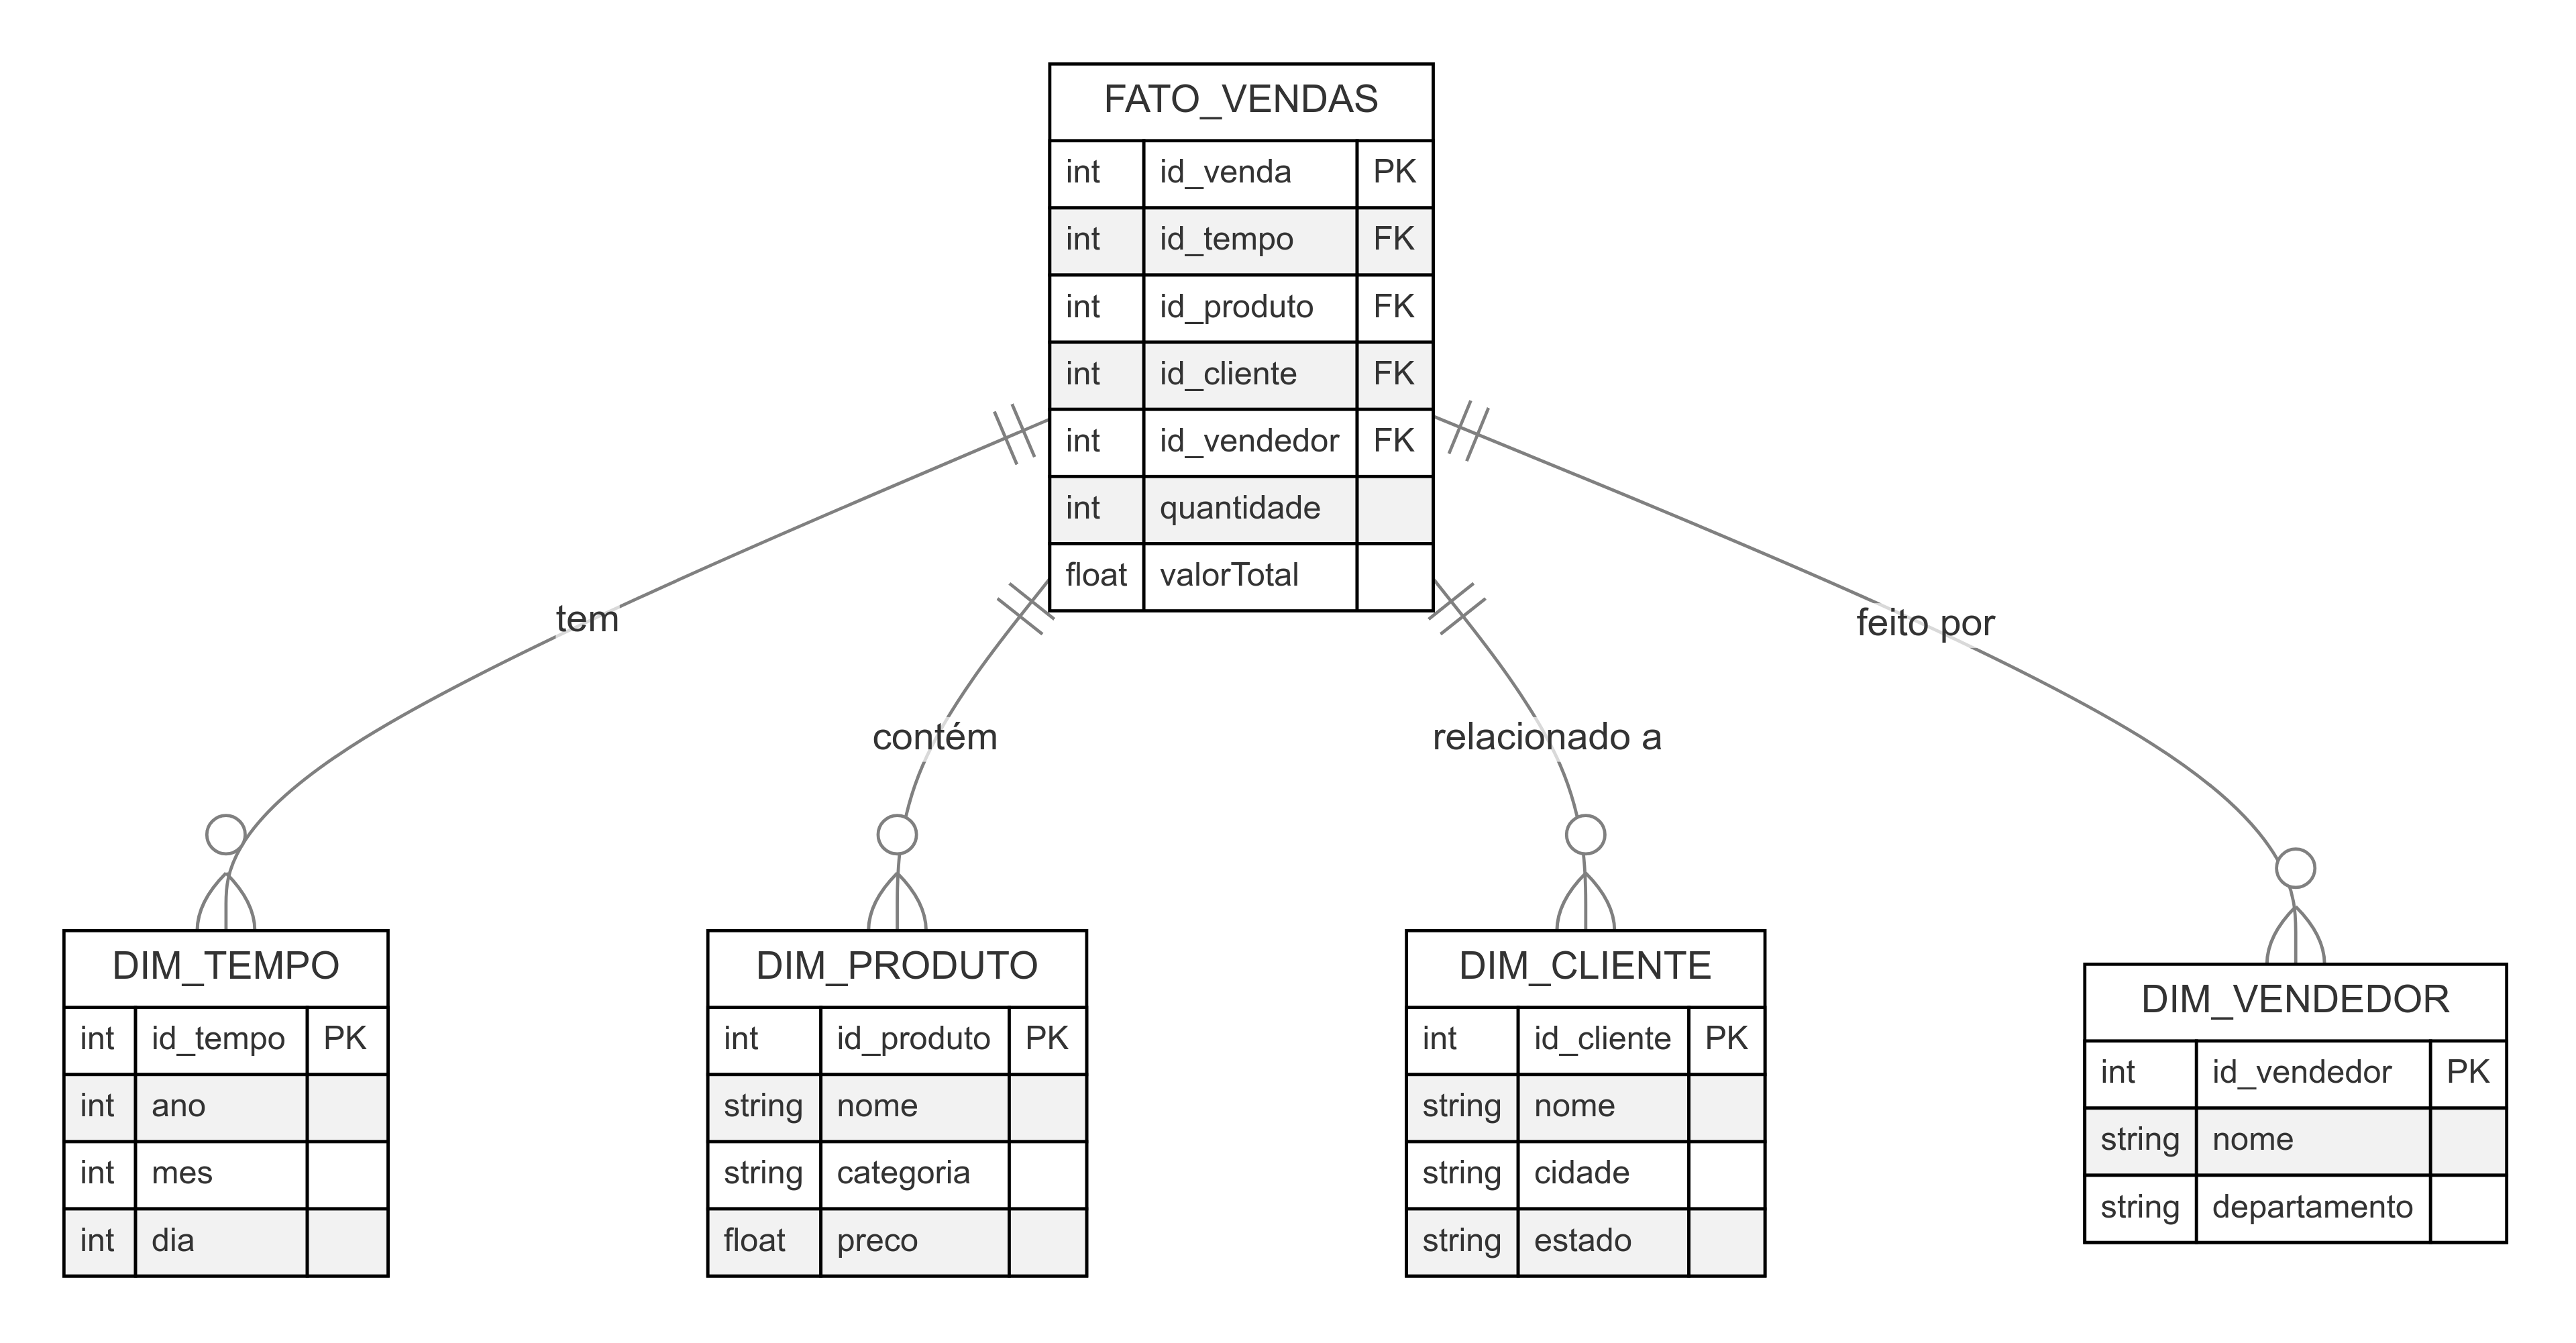 FATO_VENDAS
int id_venda PK
int id_tempo FK
int id_produto FK
int id_cliente FK
int id_vendedor FK
int quantidade
float valorTotal
tem
feito por
contém
relacionado a
DIM_TEMPO
int id_tempo PK
int ano
int mes
int dia
DIM_PRODUTO
int id_produto PK
string nome
string categoria
float preco
DIM_CLIENTE
int id_cliente PK
string nome
string cidade
string estado
DIM_VENDEDOR
int id_vendedor PK
string nome
string departamento